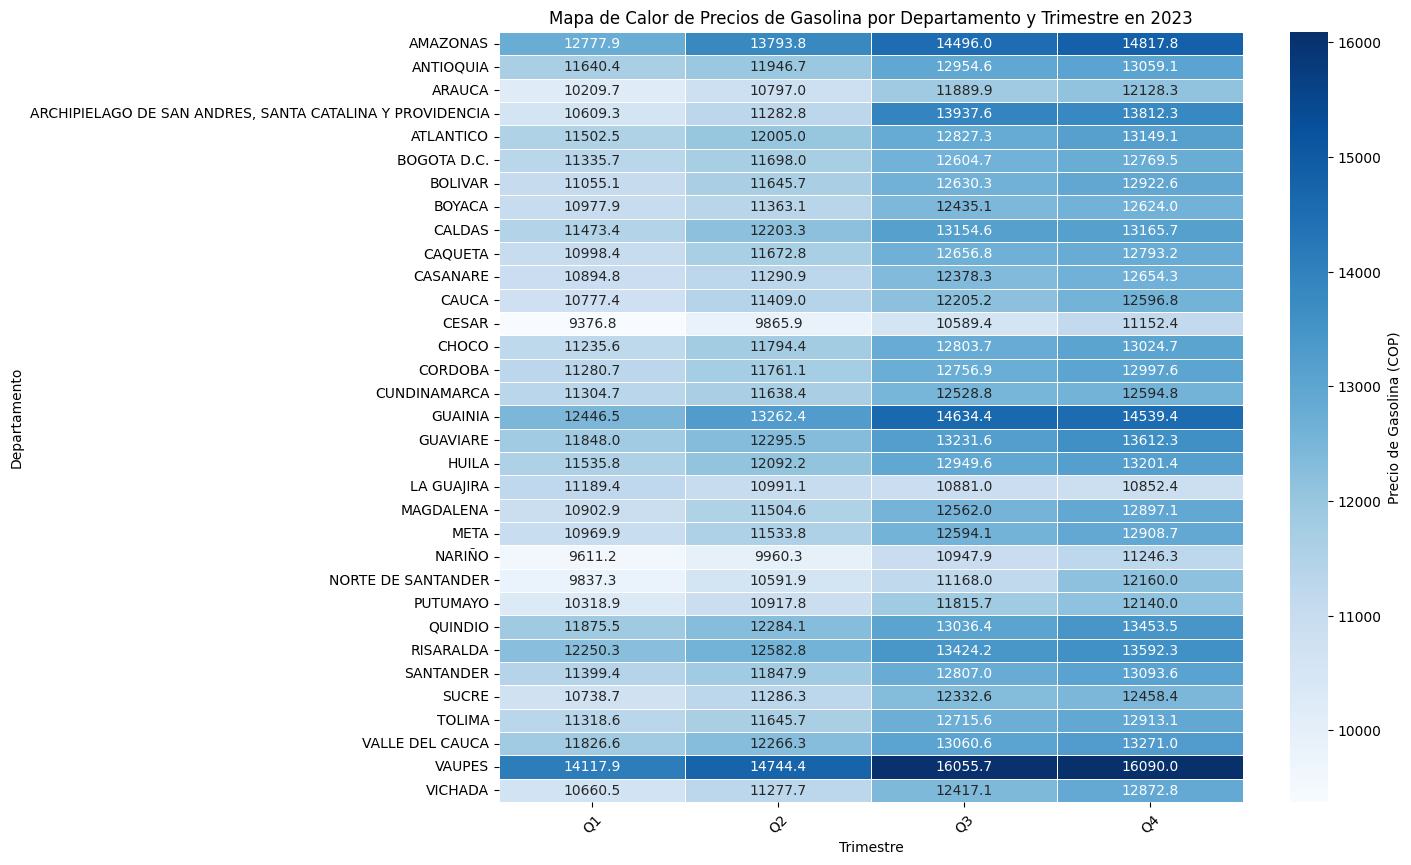 Mapa de Calor de Precios de Gasolina por Departamento y Trimestre en 2023
AMAZONAS 12777.9 13793.8 14496.0 14817.8
ANTIOQUIA 11640.4 11946.7 12954.6 13059.1
ARAUCA 10209.7 10797.0 11889.9 12128.3
ARCHIPIELAGO DE SAN ANDRES, SANTA CATALINA Y PROVIDENCIA 10609.3 11282.8 13937.6 13812.3
ATLANTICO 11502.5 12005.0 12827.3 13149.1
BOGOTA D.C. 11335.7 11698.0 12604.7 12769.5
BOLIVAR 11055.1 11645.7 12630.3 12922.6
BOYACA 10977.9 11363.1 12435.1 12624.0
CALDAS 11473.4 12203.3 13154.6 13165.7
CAQUETA 10998.4 11672.8 12656.8 12793.2
CASANARE 10894.8 11290.9 12378.3 12654.3
CAUCA 10777.4 11409.0 12205.2 12596.8
CESAR 9376.8 9865.9 10589.4 11152.4
CHOCO 11235.6 11794.4 12803.7 13024.7
CORDOBA 11280.7 11761.1 12756.9 12997.6
CUNDINAMARCA 11304.7 11638.4 12528.8 12594.8
GUAINIA 12446.5 13262.4 14634.4 14539.4
GUAVIARE 11848.0 12295.5 13231.6 13612.3
HUILA 11535.8 12092.2 12949.6 13201.4
LA GUAJIRA 11189.4 10991.1 10881.0 10852.4
MAGDALENA 10902.9 11504.6 12562.0 12897.1
META 10969.9 11533.8 12594.1 12908.7
NARIÑO 9611.2 9960.3 10947.9 11246.3
NORTE DE SANTANDER 9837.3 10591.9 11168.0 12160.0
PUTUMAYO 10318.9 10917.8 11815.7 12140.0
QUINDIO 11875.5 12284.1 13036.4 13453.5
RISARALDA 12250.3 12582.8 13424.2 13592.3
SANTANDER 11399.4 11847.9 12807.0 13093.6
SUCRE 10738.7 11286.3 12332.6 12458.4
TOLIMA 11318.6 11645.7 12715.6 12913.1
VALLE DEL CAUCA 11826.6 12266.3 13060.6 13271.0
VAUPES 14117.9 14744.4 16055.7 16090.0
VICHADA 10660.5 11277.7 12417.1 12872.8
Q1 Q2 Q3 Q4
Trimestre
Departamento
16000
15000
14000
13000
12000
11000
10000
Precio de Gasolina (COP)